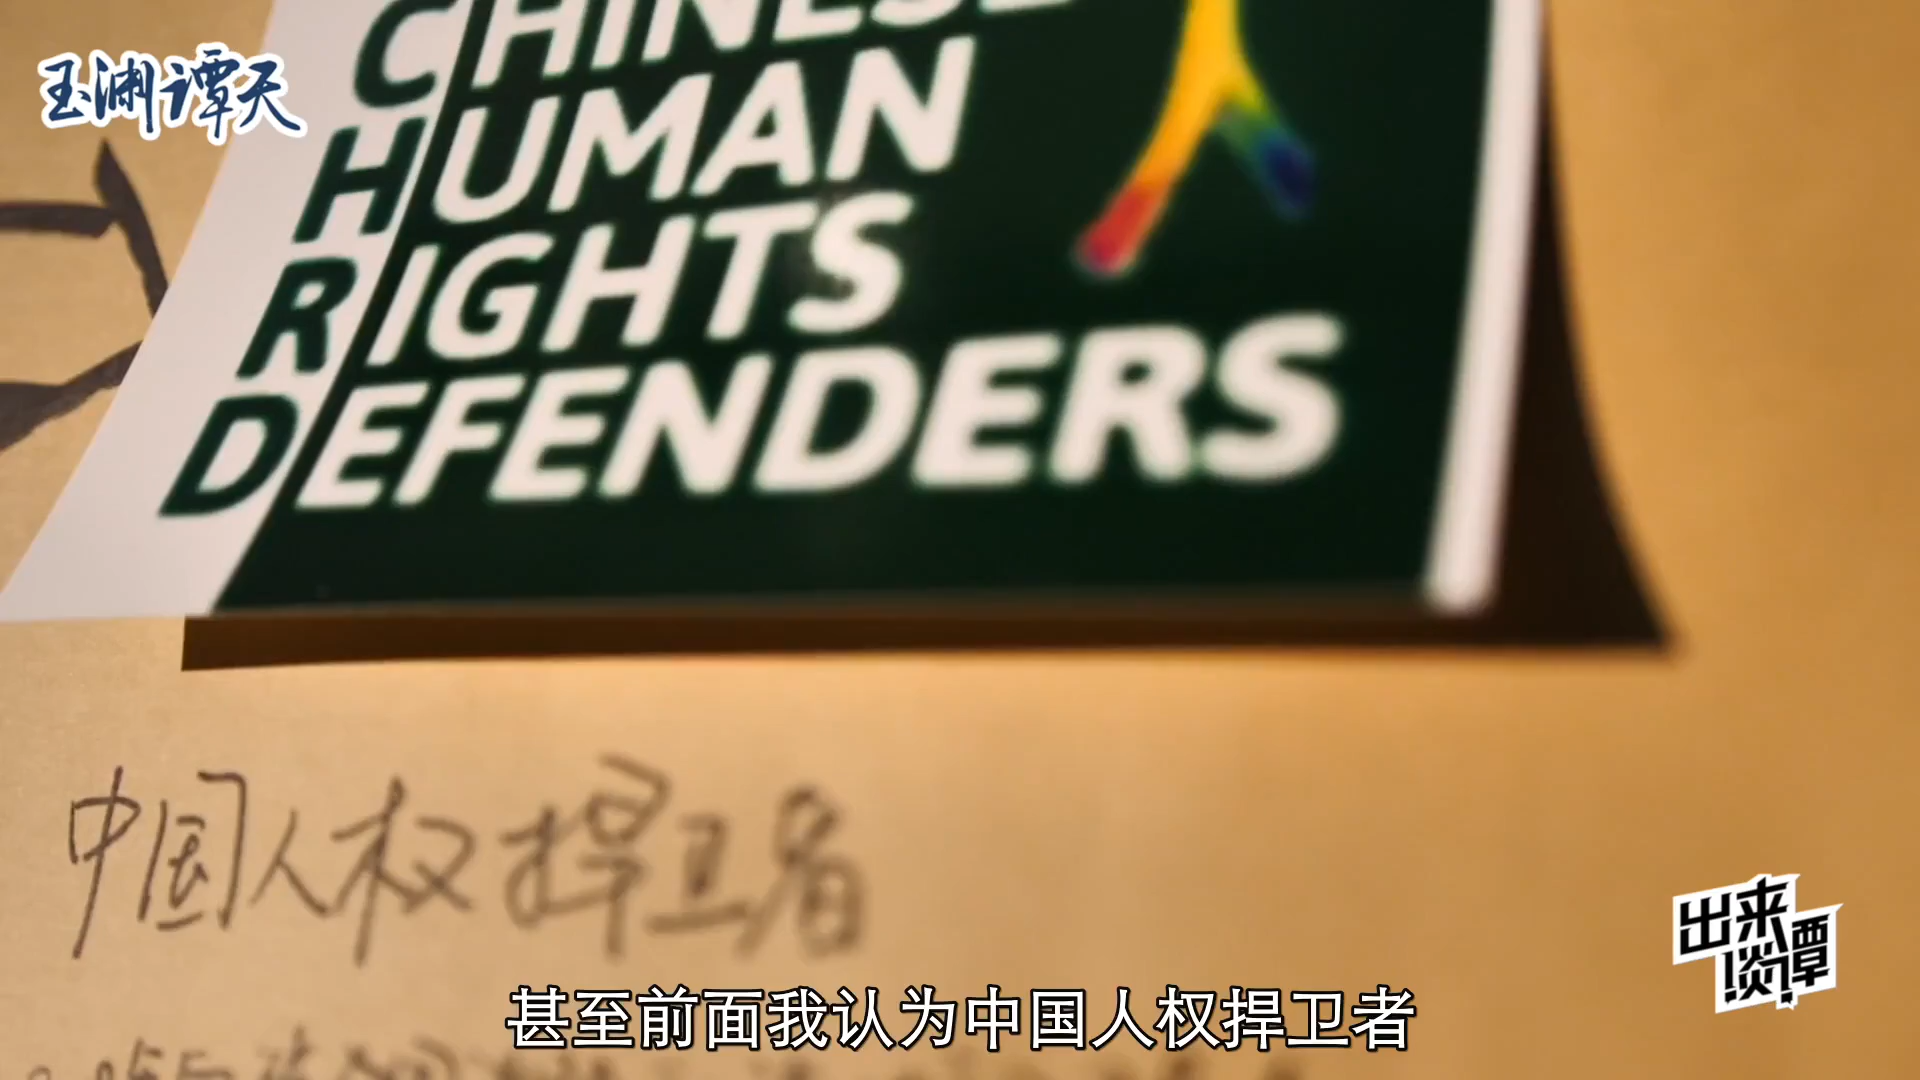 玉渊谭天
CHINESE
HUMAN
RIGHTS
DEFENDERS
中国人权捍卫者
出来
谈谭
甚至前面我认为中国人权捍卫者